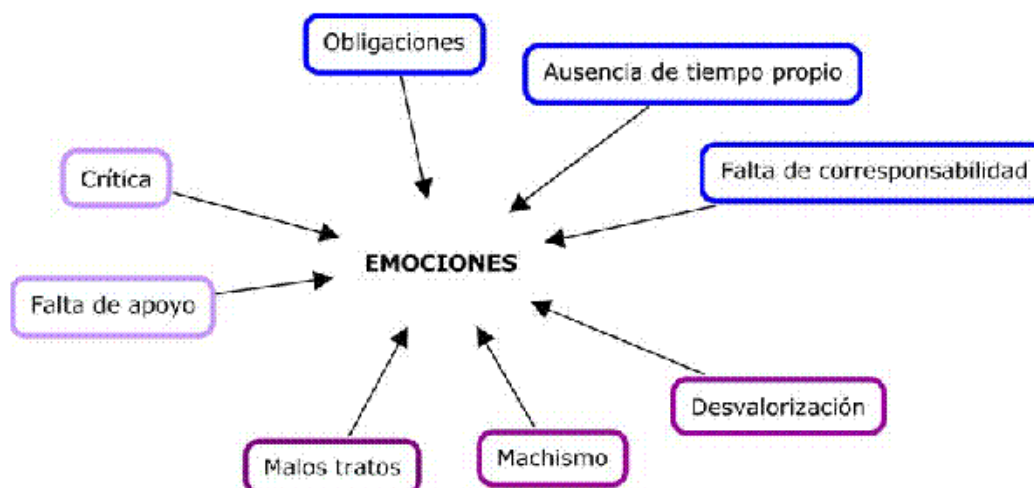 Obligaciones
Ausencia de tiempo propio
Crítica
Falta de corresponsabilidad
EMOCIONES
Falta de apoyo
Desvalorización
Malos tratos
Machismo